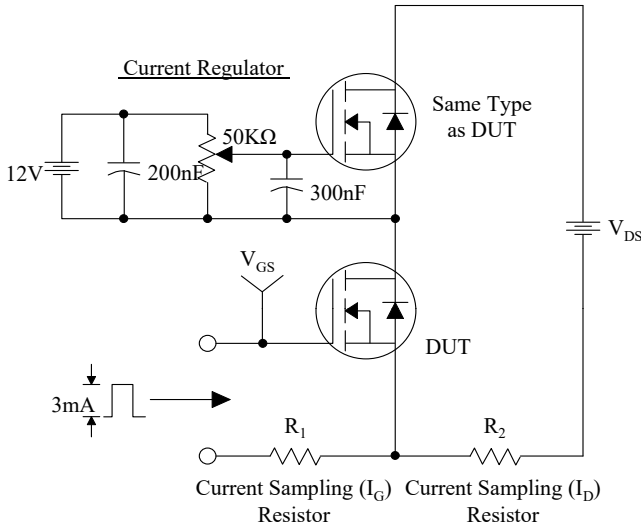 Current Regulator
Same Type
as DUT
50KΩ
12V
200nF
300nF
V_DS
V_GS
DUT
3mA
R_1
R_2
Current Sampling (I_G)
Resistor
Current Sampling (I_D)
Resistor